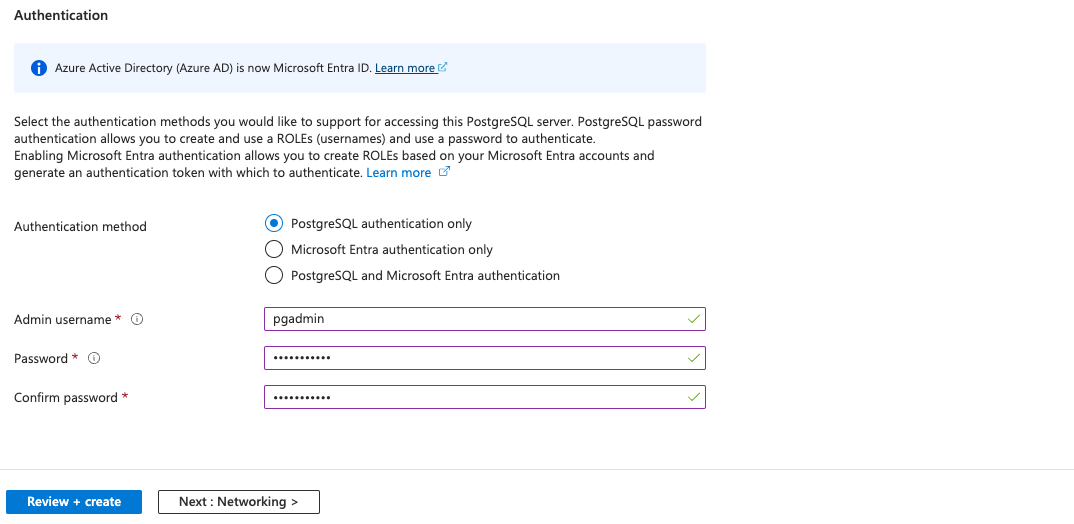 Authentication
Azure Active Directory (Azure AD) is now Microsoft Entra ID. Learn more
Select the authentication methods you would like to support for accessing this PostgreSQL server. PostgreSQL password
authentication allows you to create and use a ROLEs (usernames) and use a password to authenticate.
Enabling Microsoft Entra authentication allows you to create ROLEs based on your Microsoft Entra accounts and
generate an authentication token with which to authenticate. Learn more
Authentication method
PostgreSQL authentication only
Microsoft Entra authentication only
PostgreSQL and Microsoft Entra authentication
Admin username * pgadmin
Password * •••••••••••
Confirm password * •••••••••••
Review + create Next : Networking >